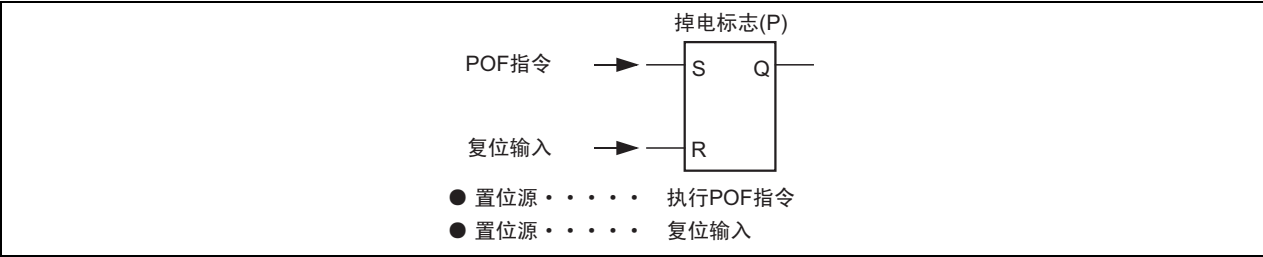 掉电标志(P)
POF指令 S Q
复位输入 R
● 置位源・・・・・ 执行POF指令
● 置位源・・・・・ 复位输入